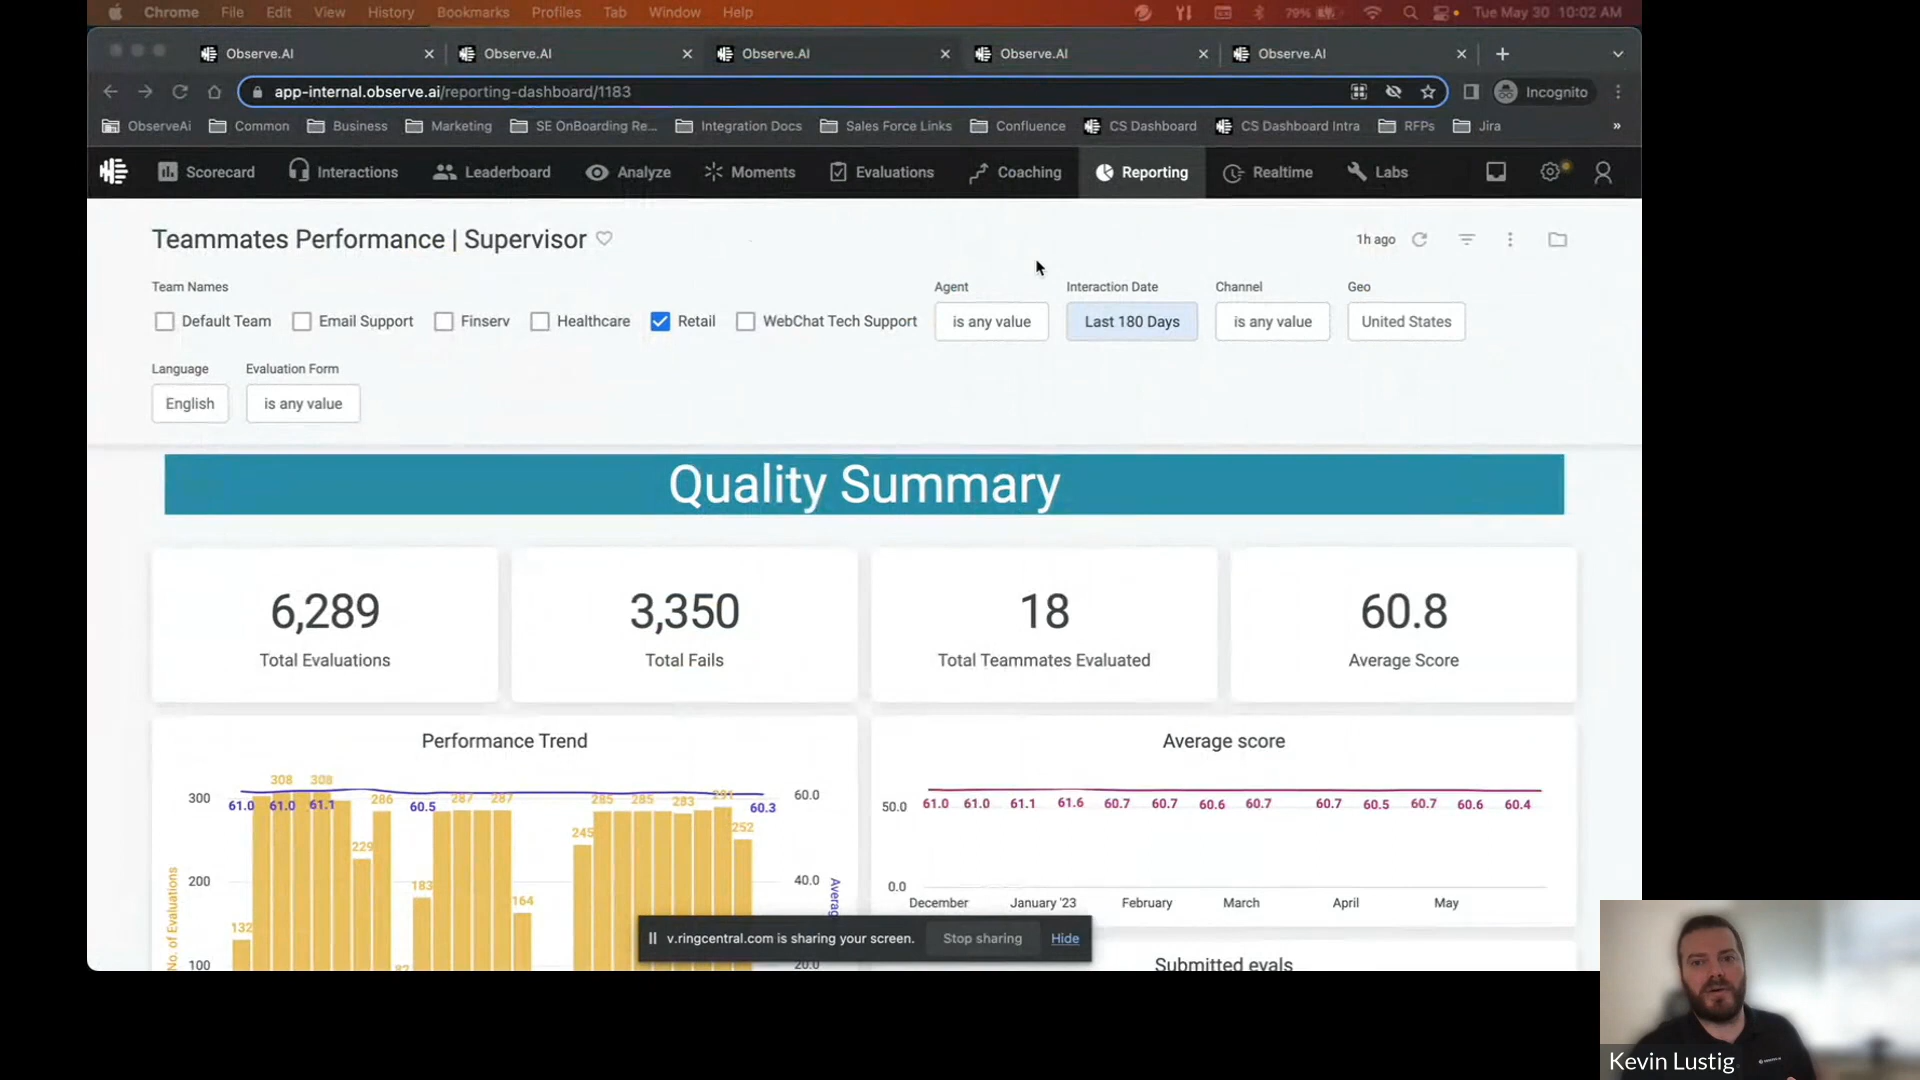 Chrome File Edit View History Bookmarks Profiles Tab Window Help 79% Tue May 30 10:02 AM
Observe.AI Observe.AI Observe.AI Observe.AI Observe.AI
app-internal.observe.ai/reporting-dashboard/1183 Incognito
ObserveAi Common Business Marketing SE OnBoarding Re... Integration Docs Sales Force Links Confluence CS Dashboard CS Dashboard Intra RFPs Jira »
Scorecard Interactions Leaderboard Analyze Moments Evaluations Coaching Reporting Realtime Labs
Teammates Performance | Supervisor 1h ago
Team Names Agent Interaction Date Channel Geo
Default Team Email Support Finserv Healthcare Retail WebChat Tech Support is any value Last 180 Days is any value United States
Language Evaluation Form
English is any value
Quality Summary
6,289 3,350 18 60.8
Total Evaluations Total Fails Total Teammates Evaluated Average Score
Performance Trend Average score
308 308
300 61.0 61.0 61.1 286 60.5 287 287 285 285 283 291 60.3 60.0
50.0 61.0 61.0 61.1 61.6 60.7 60.7 60.6 60.7 60.7 60.5 60.7 60.6 60.4
229 245 252
200 183 40.0
164
132
0.0
December January '23 February March April May
No. of Evaluations
Averag
v.ringcentral.com is sharing your screen. Stop sharing Hide
100 20.0
Submitted evals
Kevin Lustig